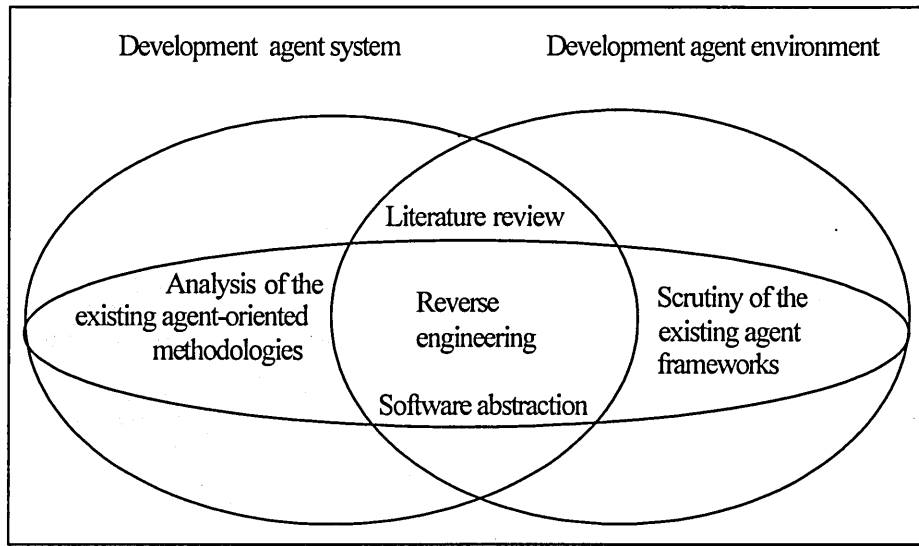 Development agent system
Development agent environment
Literature review
Analysis of the
existing agent-oriented
methodologies
Reverse
engineering
Scrutiny of the
existing agent
frameworks
Software abstraction